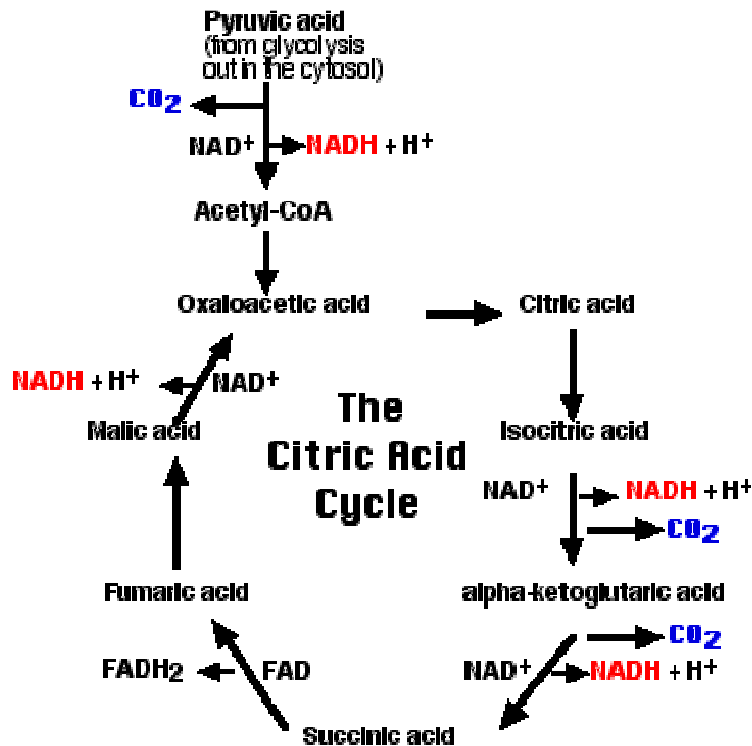 Pyruvic acid
(from glycolysis
out in the cytosol)
CO2
NAD+ NADH + H+
Acetyl-CoA
Oxaloacetic acid Citric acid
NADH + H+ NAD+
The
Citric Acid
Cycle
Malic acid Isocitric acid
NAD+ NADH + H+
CO2
Fumaric acid alpha-ketoglutaric acid
CO2
FADH2 FAD NAD+ NADH + H+
Succinic acid